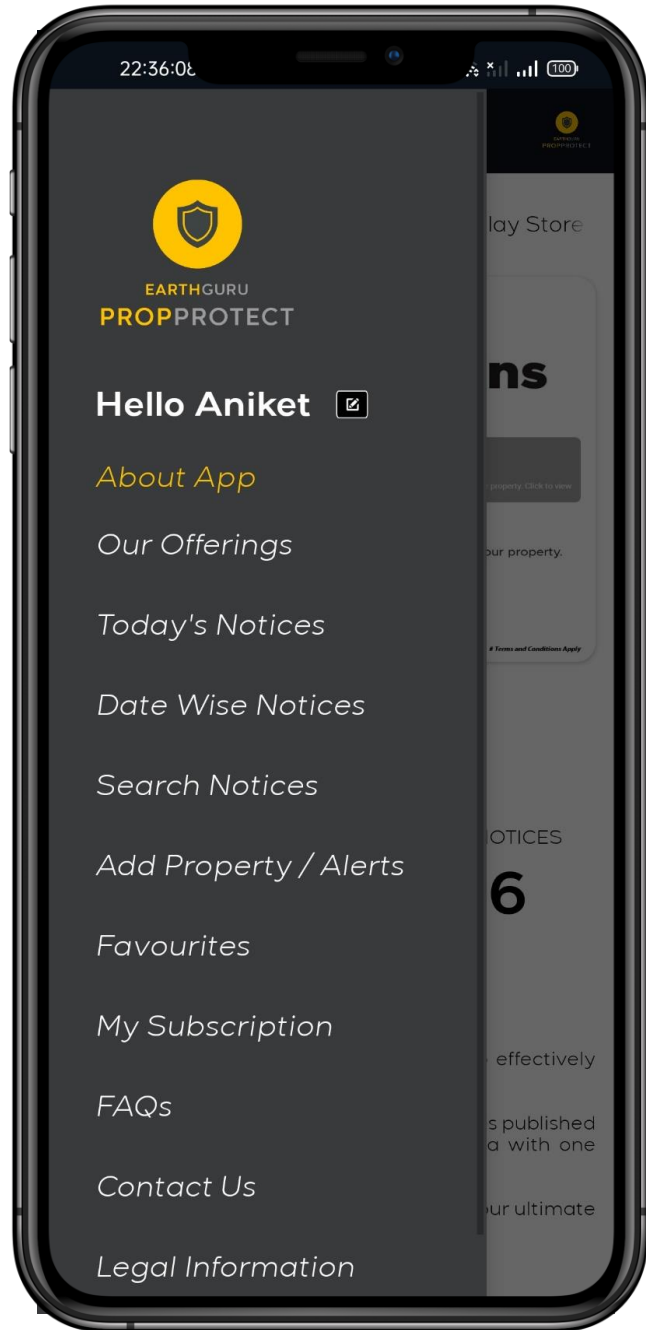 22:36:08
100
EARTHGURU
PROPPROTECT
PROPPROTECT
lay Store
ns
Hello Aniket
About App
property. Click to view
Our Offerings
our property.
Today's Notices
# Terms and Conditions Apply
Date Wise Notices
Search Notices
OTICES
Add Property / Alerts
6
Favourites
My Subscription
effectively
FAQs
s published
a with one
Contact Us
our ultimate
Legal Information